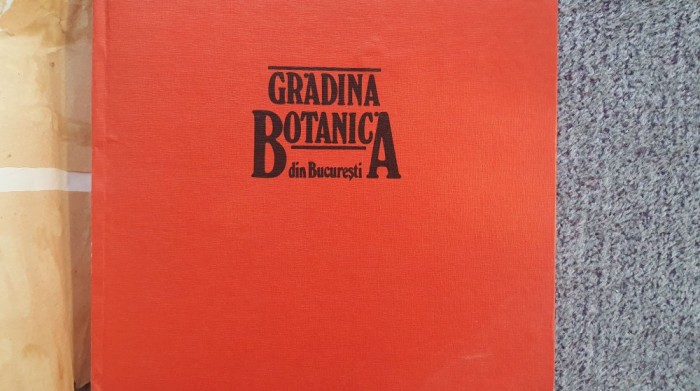 GRĂDINA
BOTANICĂ
din București